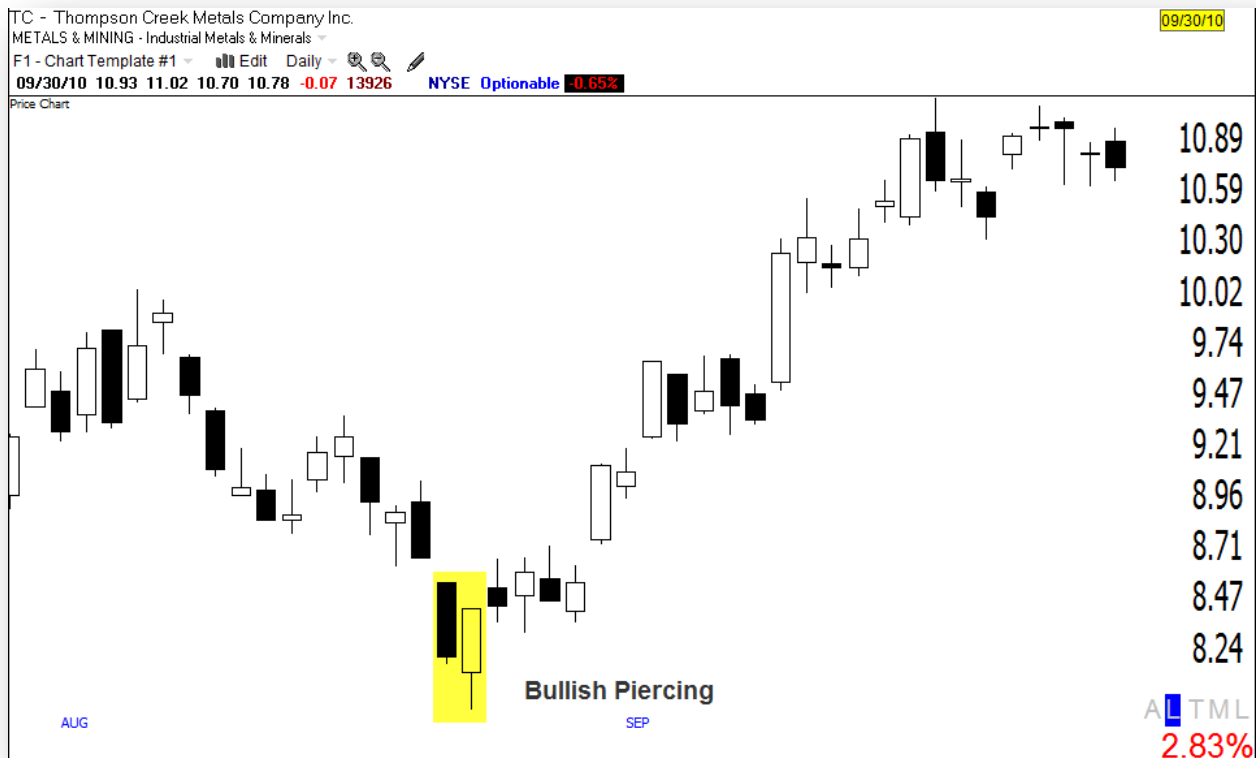 TC - Thompson Creek Metals Company Inc.
09/30/10
METALS & MINING - Industrial Metals & Minerals
F1 - Chart Template #1 Edit Daily
09/30/10 10.93 11.02 10.70 10.78 -0.07 13926 NYSE Optionable -0.65%
Price Chart
10.89
10.59
10.30
10.02
9.74
9.47
9.21
8.96
8.71
8.47
8.24
Bullish Piercing
AUG
SEP
A L T M L
2.83%